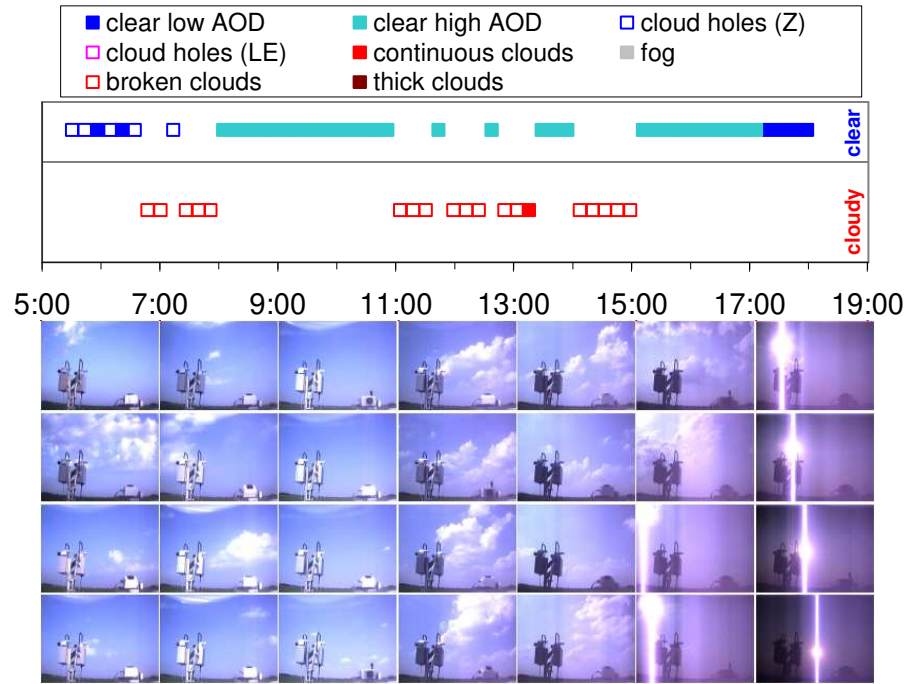 clear low AOD clear high AOD cloud holes (Z)
cloud holes (LE) continuous clouds fog
broken clouds thick clouds
clear
cloudy
5:00 7:00 9:00 11:00 13:00 15:00 17:00 19:00